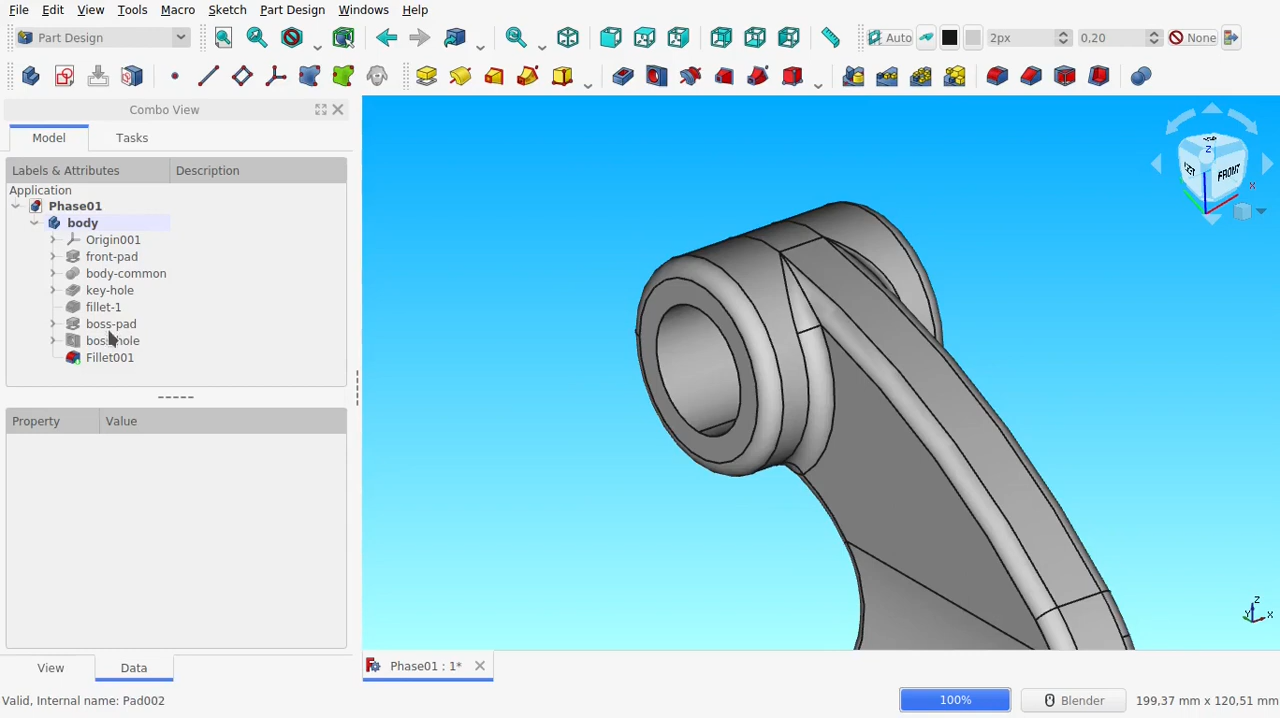 File Edit View Tools Macro Sketch Part Design Windows Help
Part Design Auto 2px 0,20 None
Combo View
Model Tasks
Labels & Attributes Description
Application
Phase01
body
Origin001
front-pad
body-common
key-hole
fillet-1
boss-pad
Fillet001
Property Value
FRONT
Z
X
Z
X
View Data
Phase01 : 1*
Valid, Internal name: Pad002 100% Blender 199,37 mm x 120,51 mm